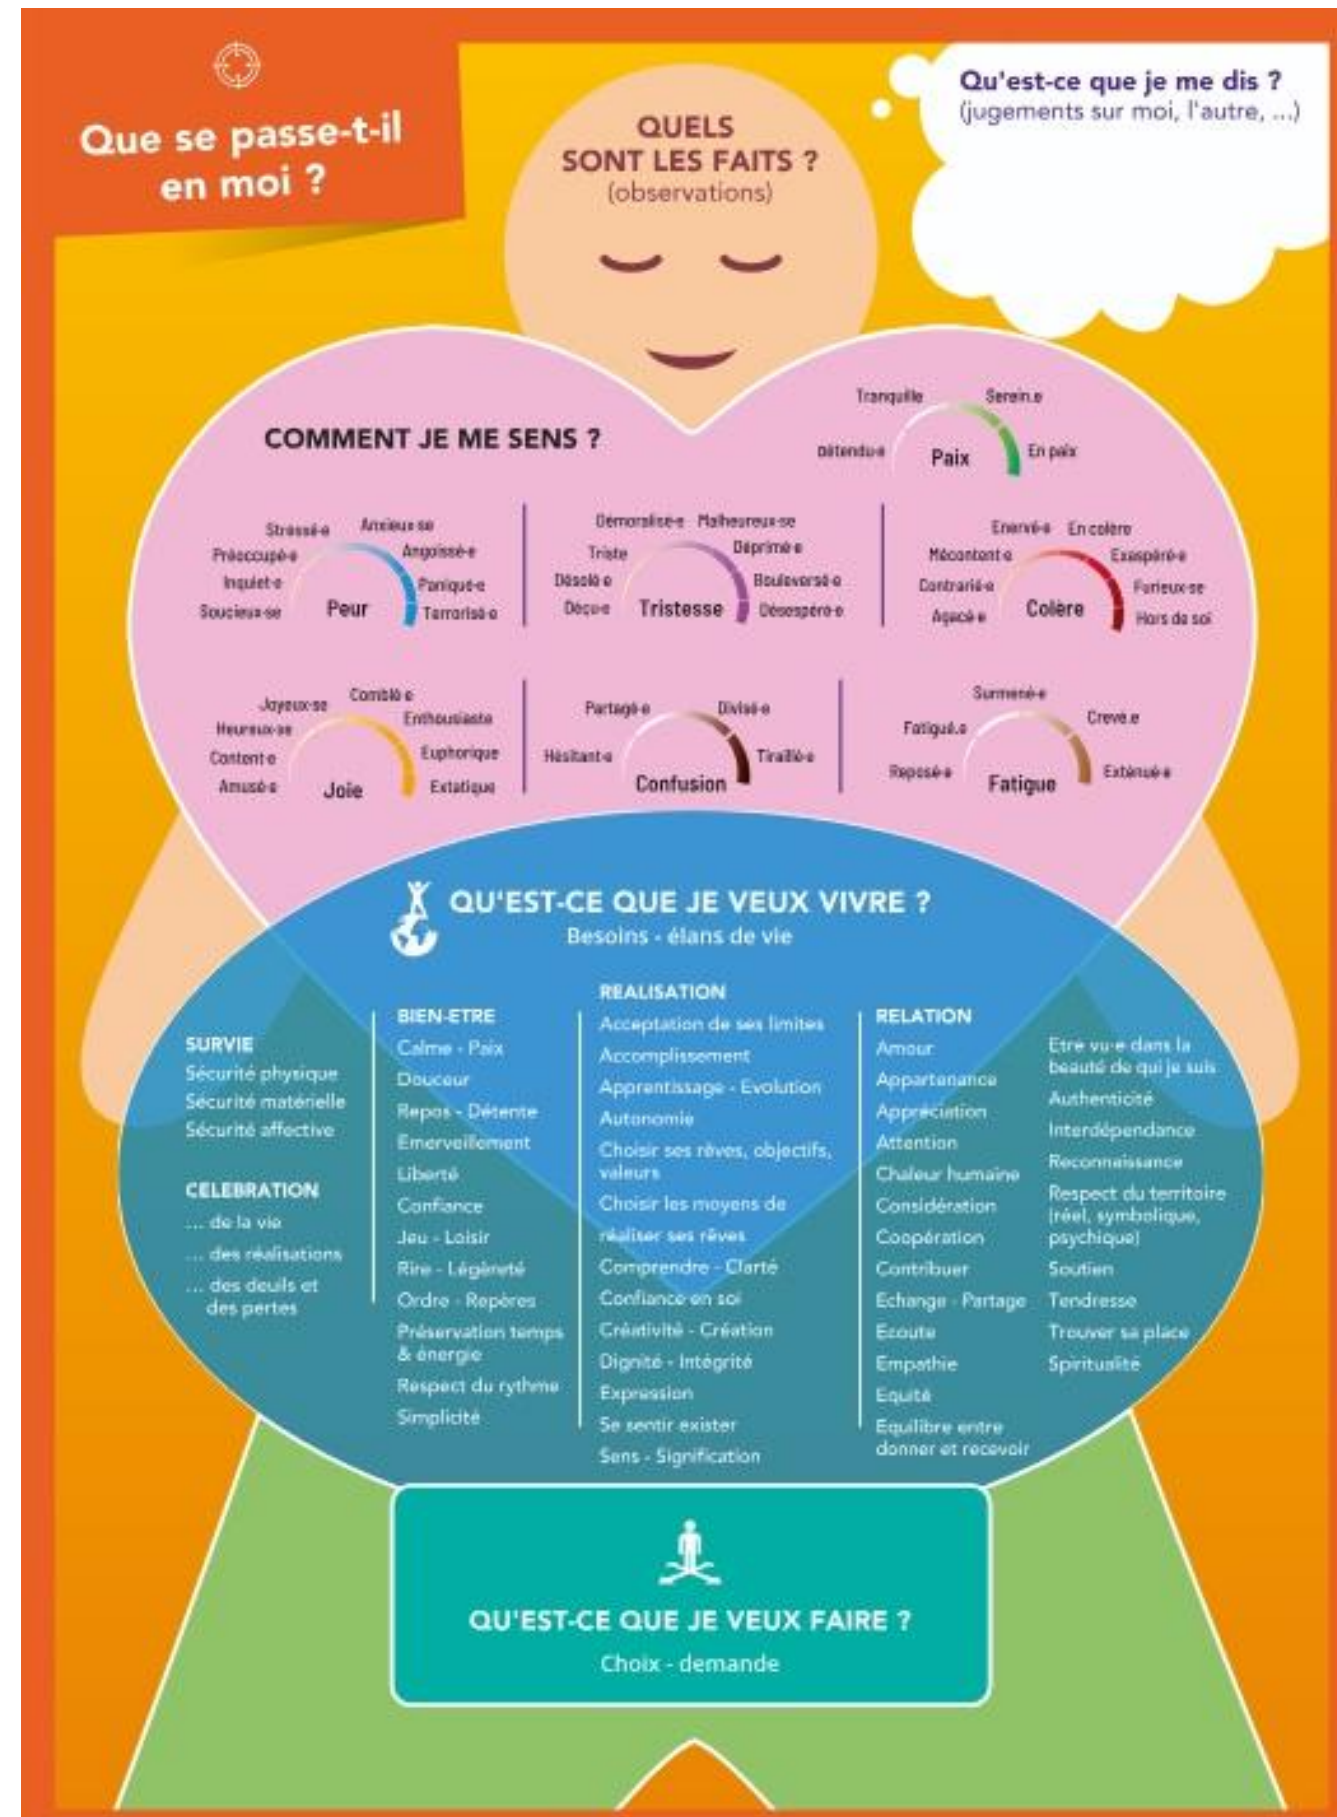 Que se passe-t-il
en moi ?
QUELS
SONT LES FAITS ?
(observations)
Qu'est-ce que je me dis ?
(jugements sur moi, l'autre, ...)
COMMENT JE ME SENS ?
Tranquille
Serein.e
Détendu·e
En paix
Paix
Stressé·e
Anxieux·se
Préoccupé·e
Angoissé·e
Inquiet·e
Paniqué·e
Soucieux·se
Terrorisé·e
Peur
Démoralisé·e
Malheureux·se
Triste
Déprimé·e
Désolé·e
Bouleversé·e
Déçu·e
Désespéré·e
Tristesse
Enervé·e
En colère
Mécontent·e
Exaspéré·e
Contrarié·e
Furieux·se
Agacé·e
Hors de soi
Colère
Joyeux·se
Comblé·e
Heureux·se
Enthousiaste
Content·e
Euphorique
Amusé·e
Extatique
Joie
Partagé·e
Divisé·e
Hésitant·e
Tiraillé·e
Confusion
Surmené·e
Fatigué.e
Crevé.e
Reposé·e
Exténué·e
Fatigue
QU'EST-CE QUE JE VEUX VIVRE ?
Besoins - élans de vie
SURVIE
Sécurité physique
Sécurité matérielle
Sécurité affective
CELEBRATION
... de la vie
... des réalisations
... des deuils et
des pertes
BIEN-ETRE
Calme - Paix
Douceur
Repos - Détente
Emerveillement
Liberté
Confiance
Jeu - Loisir
Rire - Légèreté
Ordre - Repères
Préservation temps
& énergie
Respect du rythme
Simplicité
REALISATION
Acceptation de ses limites
Accomplissement
Apprentissage - Evolution
Autonomie
Choisir ses rêves, objectifs,
valeurs
Choisir les moyens de
réaliser ses rêves
Comprendre - Clarté
Confiance en soi
Créativité - Création
Dignité - Intégrité
Expression
Se sentir exister
Sens - Signification
RELATION
Amour
Appartenance
Appréciation
Attention
Chaleur humaine
Considération
Coopération
Contribuer
Echange - Partage
Ecoute
Empathie
Equité
Equilibre entre
donner et recevoir
Etre vu·e dans la
beauté de qui je suis
Authenticité
Interdépendance
Reconnaissance
Respect du territoire
(réel, symbolique,
psychique)
Soutien
Tendresse
Trouver sa place
Spiritualité
QU'EST-CE QUE JE VEUX FAIRE ?
Choix - demande